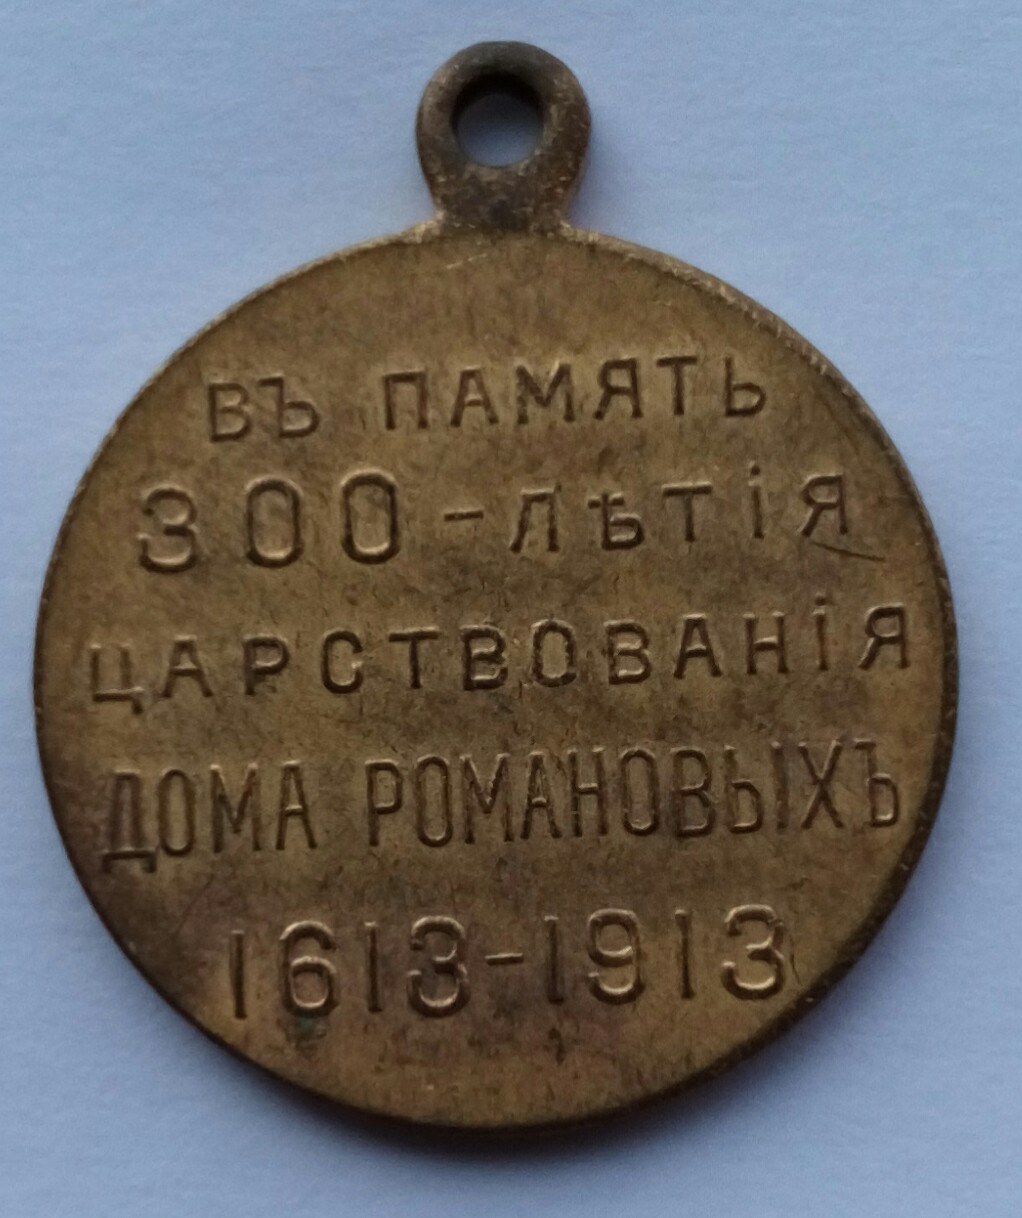 ВЪ ПАМЯТЬ
300-ЛѢТІЯ
ЦАРСТВОВАНІЯ
ДОМА РОМАНОВЫХЪ
1613-1913